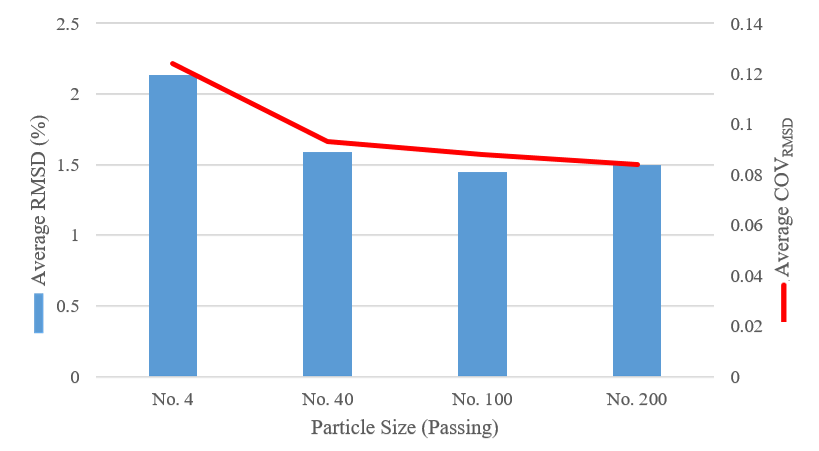 2.5
2
1.5
1
0.5
0
Average RMSD (%)
0.14
0.12
0.1
0.08
0.06
0.04
0.02
0
Average COVRMSD
No. 4
No. 40
No. 100
No. 200
Particle Size (Passing)